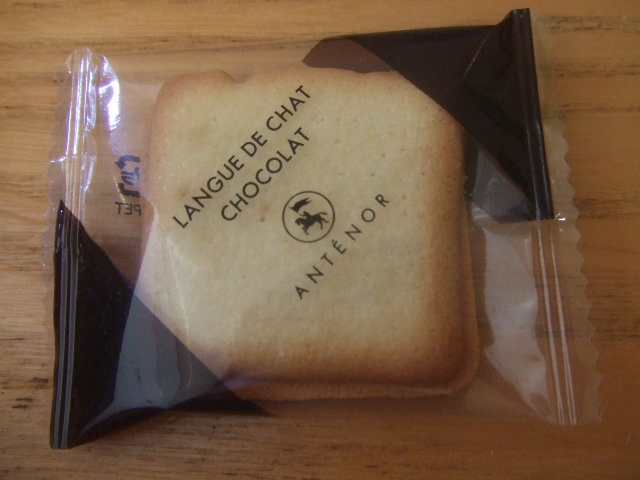 LANGUE DE CHAT
CHOCOLAT
ANTÉNOR
PET